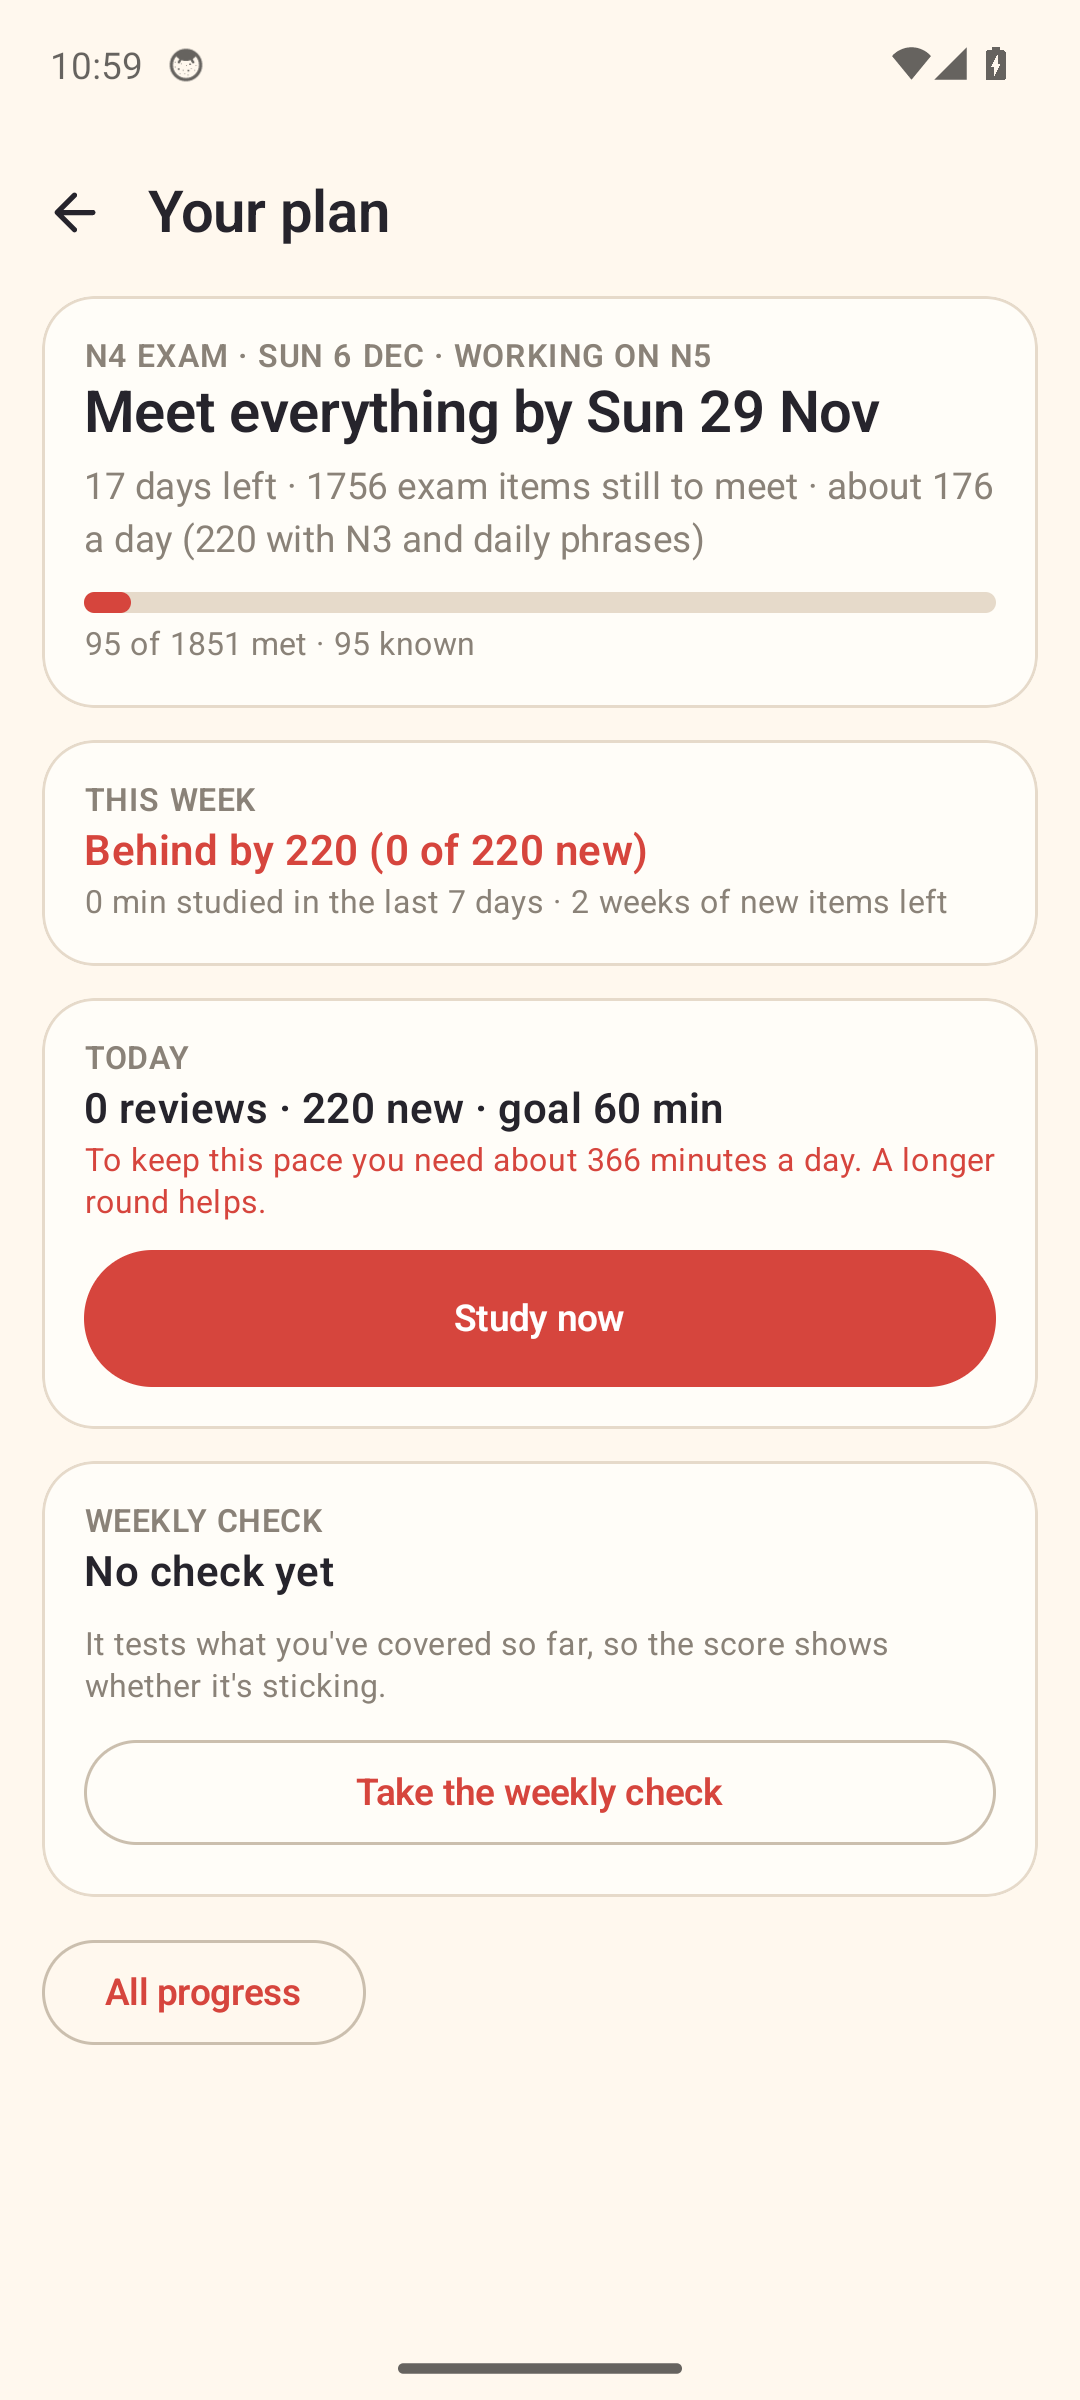 10:59
Your plan
N4 EXAM · SUN 6 DEC · WORKING ON N5
Meet everything by Sun 29 Nov
17 days left · 1756 exam items still to meet · about 176
a day (220 with N3 and daily phrases)
95 of 1851 met · 95 known
THIS WEEK
Behind by 220 (0 of 220 new)
0 min studied in the last 7 days · 2 weeks of new items left
TODAY
0 reviews · 220 new · goal 60 min
To keep this pace you need about 366 minutes a day. A longer
round helps.
Study now
WEEKLY CHECK
No check yet
It tests what you've covered so far, so the score shows
whether it's sticking.
Take the weekly check
All progress